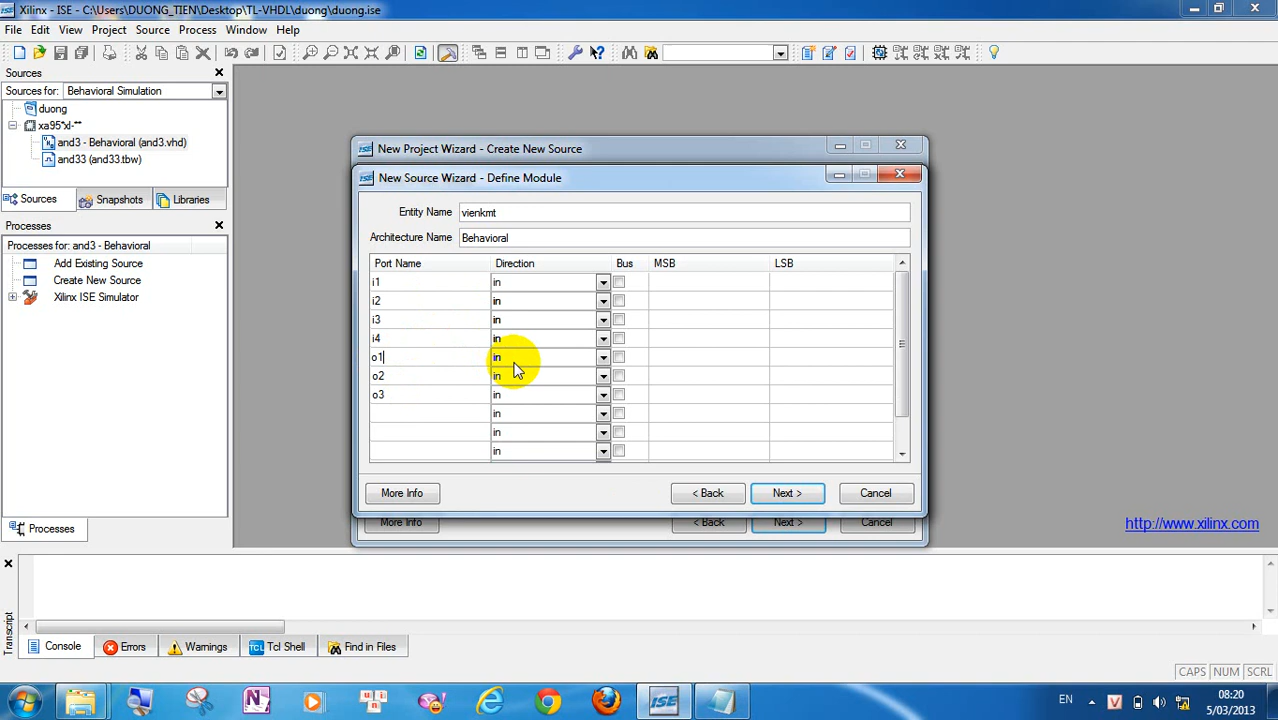 Xilinx - ISE - C:\Users\DUONG_TIEN\Desktop\TL-VHDL\duong\duong.ise
File Edit View Project Source Process Window Help
Sources
Sources for: Behavioral Simulation
duong
xa95*xl-**
and3 - Behavioral (and3.vhd)
and33 (and33.tbw)
Sources Snapshots Libraries
Processes
Processes for: and3 - Behavioral
Add Existing Source
Create New Source
Xilinx ISE Simulator
Processes
New Project Wizard - Create New Source
New Source Wizard - Define Module
Entity Name vienkmt
Architecture Name Behavioral
Port Name Direction Bus MSB LSB
i1 in
i2 in
i3 in
i4 in
o1 in
o2 in
o3 in
in
in
in
More Info < Back Next > Cancel
More Info < Back Next > Cancel
http://www.xilinx.com
Transcript
Console Errors Warnings Tcl Shell Find in Files
CAPS NUM SCRL
EN 08:20
5/03/2013